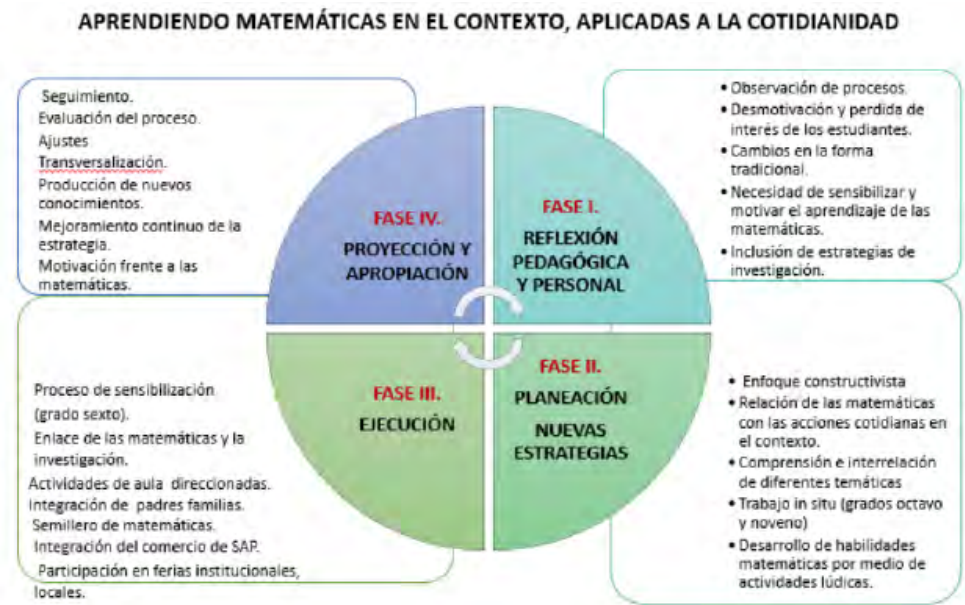 APRENDIENDO MATEMÁTICAS EN EL CONTEXTO, APLICADAS A LA COTIDIANIDAD
Seguimiento.
Evaluación del proceso.
Ajustes
Transversalización.
Producción de nuevos
conocimientos.
Mejoramiento continuo de la
estrategia.
Motivación frente a las
matemáticas.
FASE IV.
PROYECCIÓN Y
APROPIACIÓN
FASE I.
REFLEXIÓN
PEDAGÓGICA
Y PERSONAL
• Observación de procesos.
• Desmotivación y perdida de
interés de los estudiantes.
• Cambios en la forma
tradicional.
• Necesidad de sensibilizar y
motivar el aprendizaje de las
matemáticas.
• Inclusión de estrategias de
investigación.
Proceso de sensibilización
(grado sexto).
Enlace de las matemáticas y la
investigación.
Actividades de aula direccionadas.
Integración de padres familias.
Semillero de matemáticas.
Integración del comercio de SAP.
Participación en ferias institucionales,
locales.
FASE III.
EJECUCIÓN
FASE II.
PLANEACIÓN
NUEVAS
ESTRATEGIAS
• Enfoque constructivista
• Relación de las matemáticas
con las acciones cotidianas en
el contexto.
• Comprensión e interrelación
de diferentes temáticas
• Trabajo in situ (grados octavo
y noveno)
• Desarrollo de habilidades
matemáticas por medio de
actividades lúdicas.